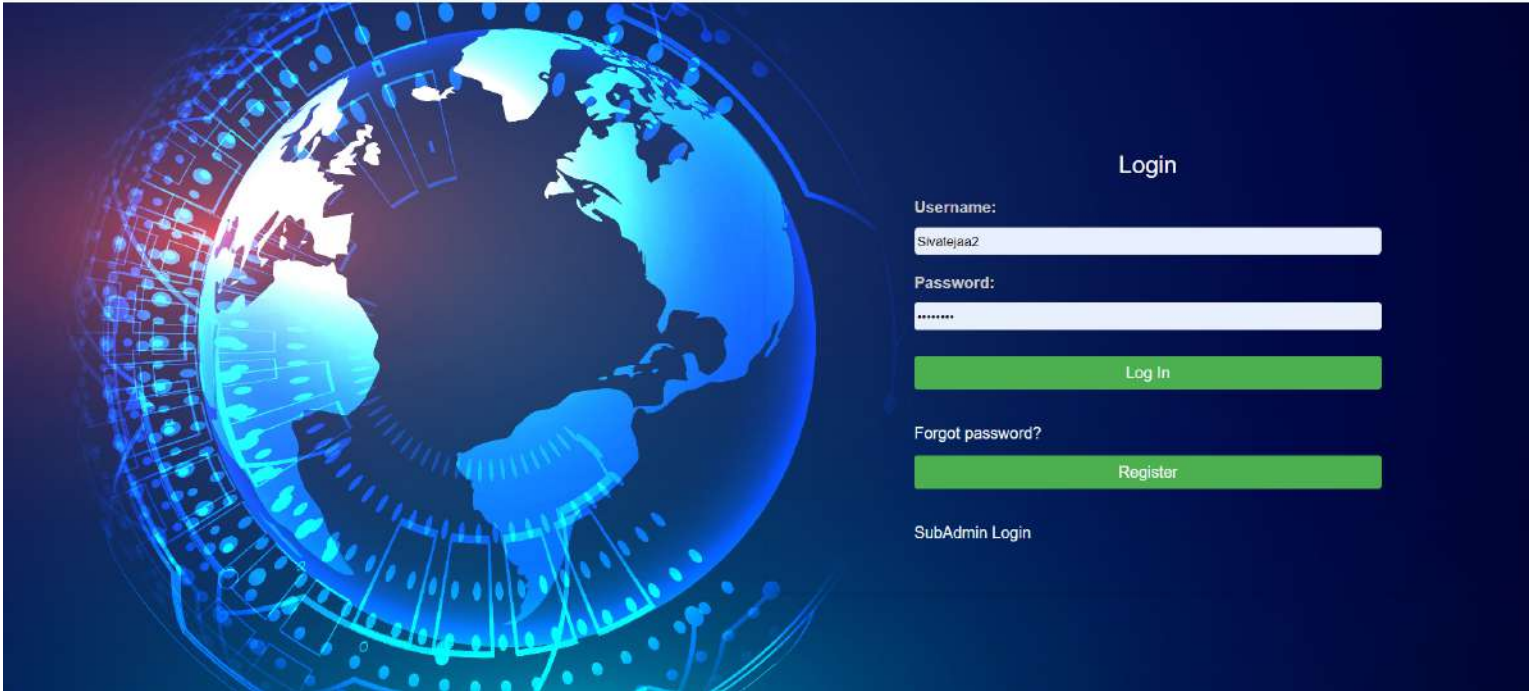 Login
Username:
Sivatejaa2
Password:
••••••••
Log In
Forgot password?
Register
SubAdmin Login